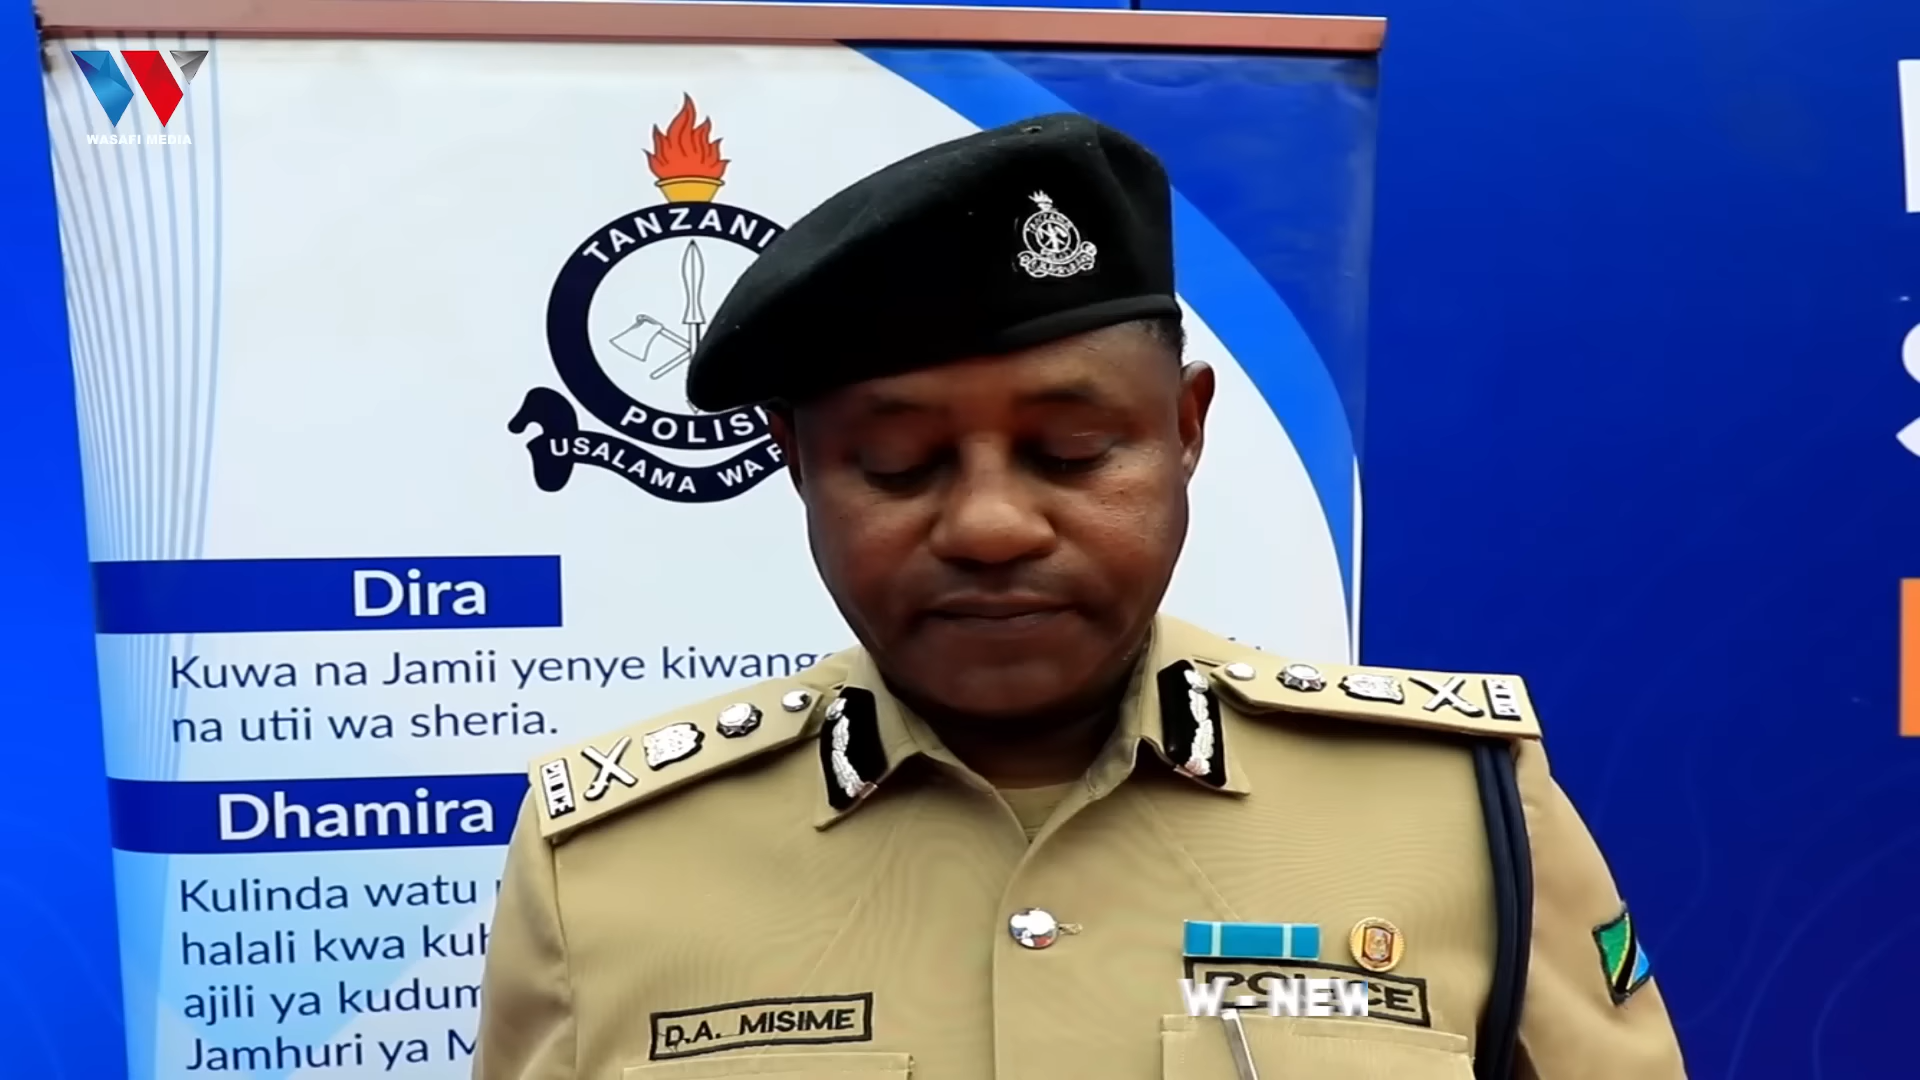 WASAFI MEDIA
TANZANI
POLISI
USALAMA WA
Dira
Kuwa na Jamii yenye
na utii wa sheria.
Dhamira
Kulinda watu
halali kwa
ajili ya
Jamhuri ya
D.A. MISIME
POLICE
W.- NEW